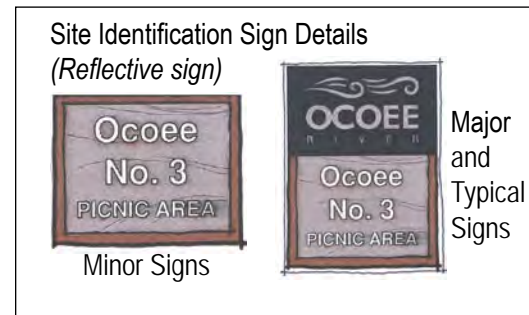 Site Identification Sign Details
(Reflective sign)
Ocoee
No. 3
PICNIC AREA
Minor Signs
OCOEE
RIVER
Ocoee
No. 3
PICNIC AREA
Major
and
Typical
Signs